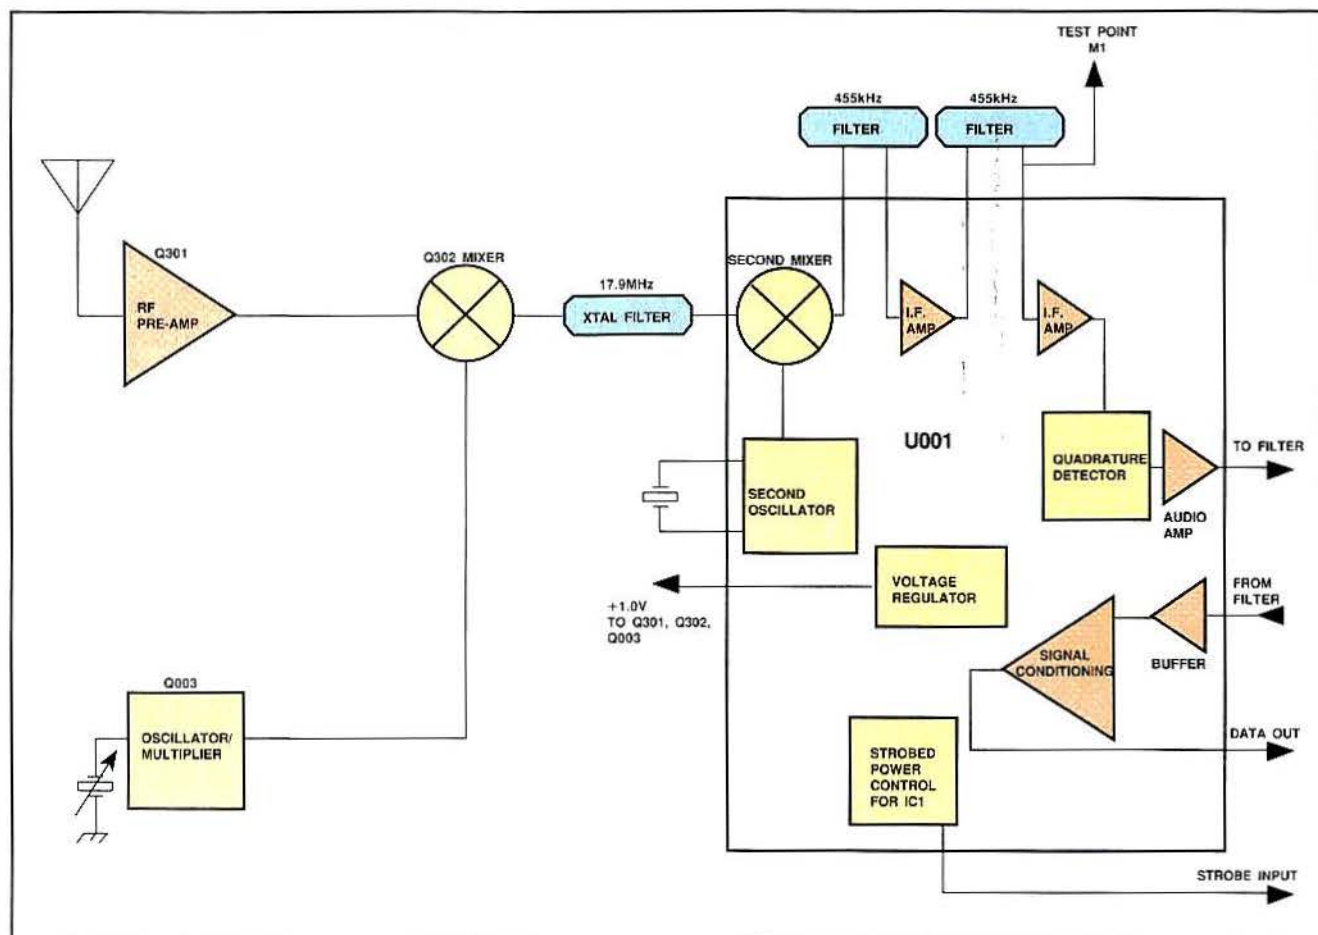 TEST POINT
M1
455kHz
FILTER
455kHz
FILTER
Q301
RF
PRE-AMP
Q302 MIXER
17.9MHz
XTAL FILTER
SECOND MIXER
I.F.
AMP
I.F.
AMP
U001
SECOND
OSCILLATOR
QUADRATURE
DETECTOR
TO FILTER
AUDIO
AMP
VOLTAGE
REGULATOR
+1.0V
TO Q301, Q302,
Q003
FROM
FILTER
BUFFER
SIGNAL
CONDITIONING
Q003
OSCILLATOR/
MULTIPLIER
STROBED
POWER
CONTROL
FOR IC1
DATA OUT
STROBE INPUT